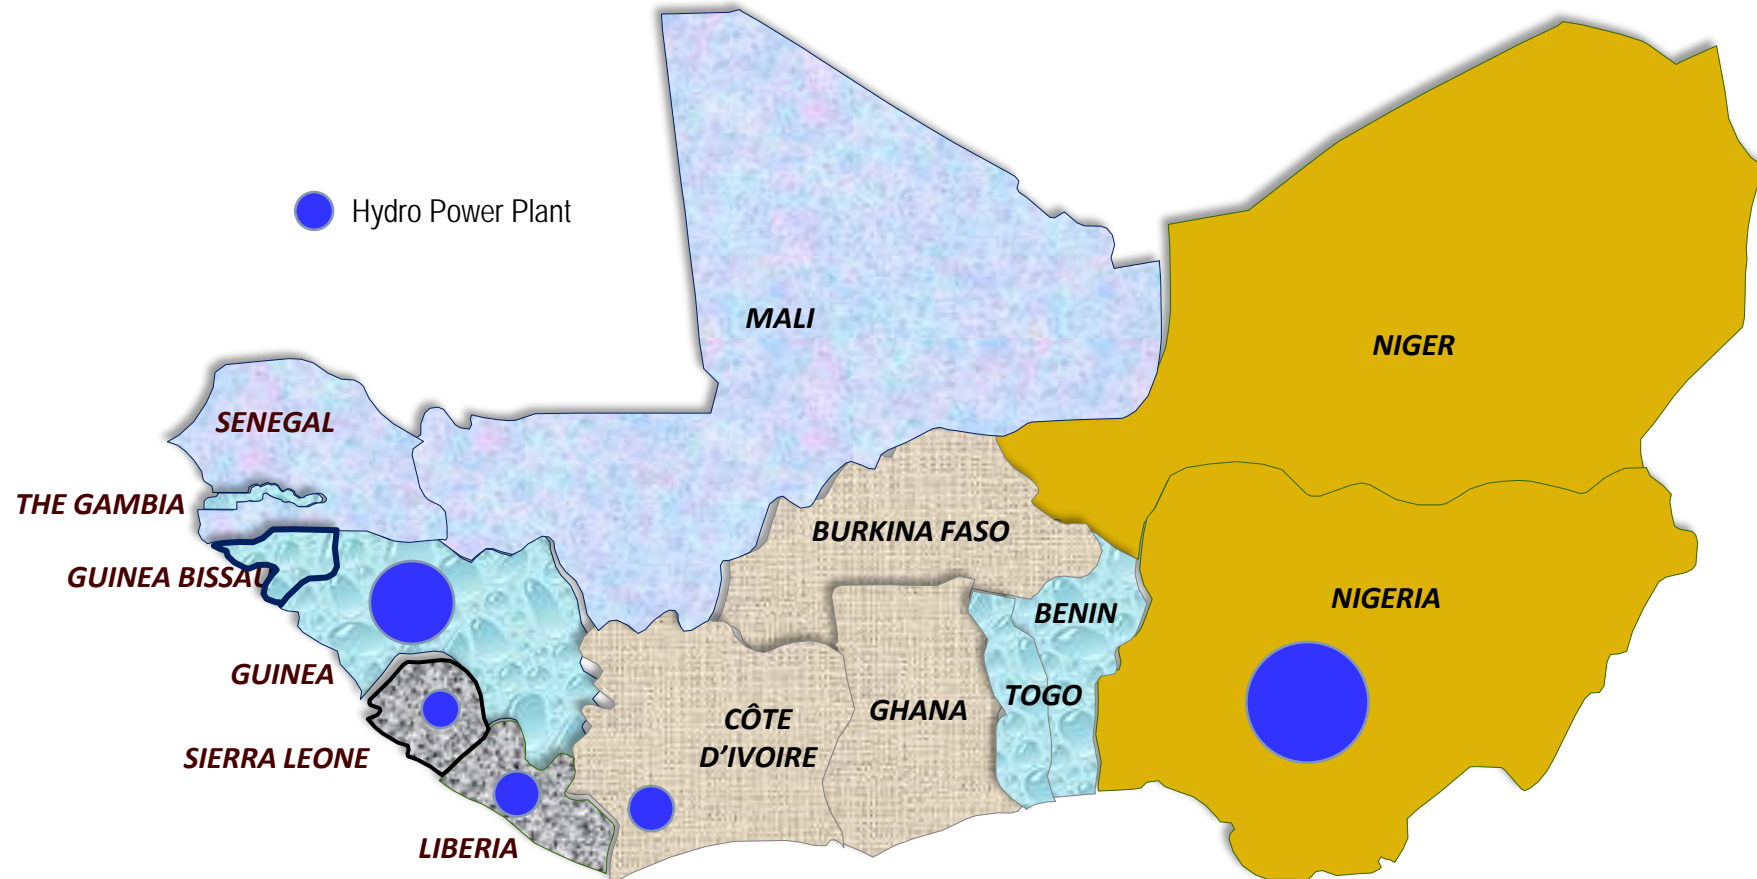 Hydro Power Plant
MALI
NIGER
SENEGAL
THE GAMBIA
BURKINA FASO
GUINEA BISSAU
NIGERIA
BENIN
GUINEA
TOGO
GHANA
CÔTE
D'IVOIRE
SIERRA LEONE
LIBERIA